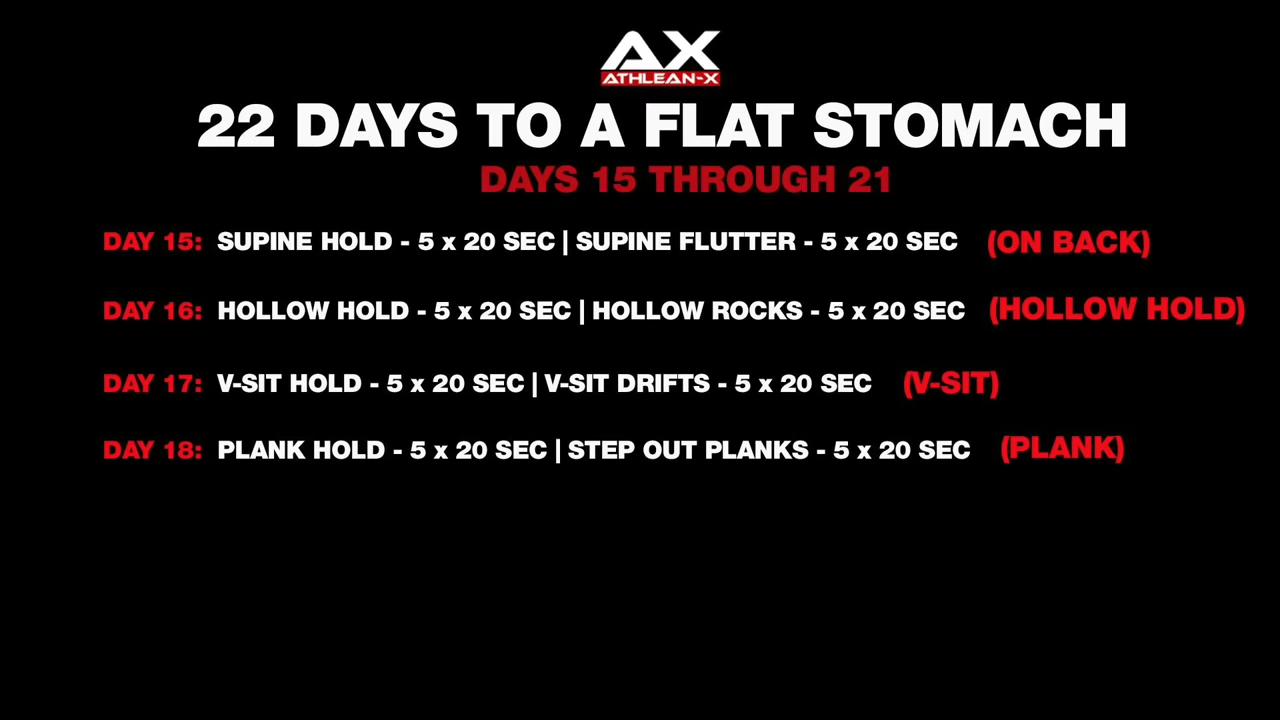 AX
ATHLEAN-X
22 DAYS TO A FLAT STOMACH
DAYS 15 THROUGH 21
DAY 15: SUPINE HOLD - 5 x 20 SEC | SUPINE FLUTTER - 5 x 20 SEC (ON BACK)
DAY 16: HOLLOW HOLD - 5 x 20 SEC | HOLLOW ROCKS - 5 x 20 SEC (HOLLOW HOLD)
DAY 17: V-SIT HOLD - 5 x 20 SEC | V-SIT DRIFTS - 5 x 20 SEC (V-SIT)
DAY 18: PLANK HOLD - 5 x 20 SEC | STEP OUT PLANKS - 5 x 20 SEC (PLANK)